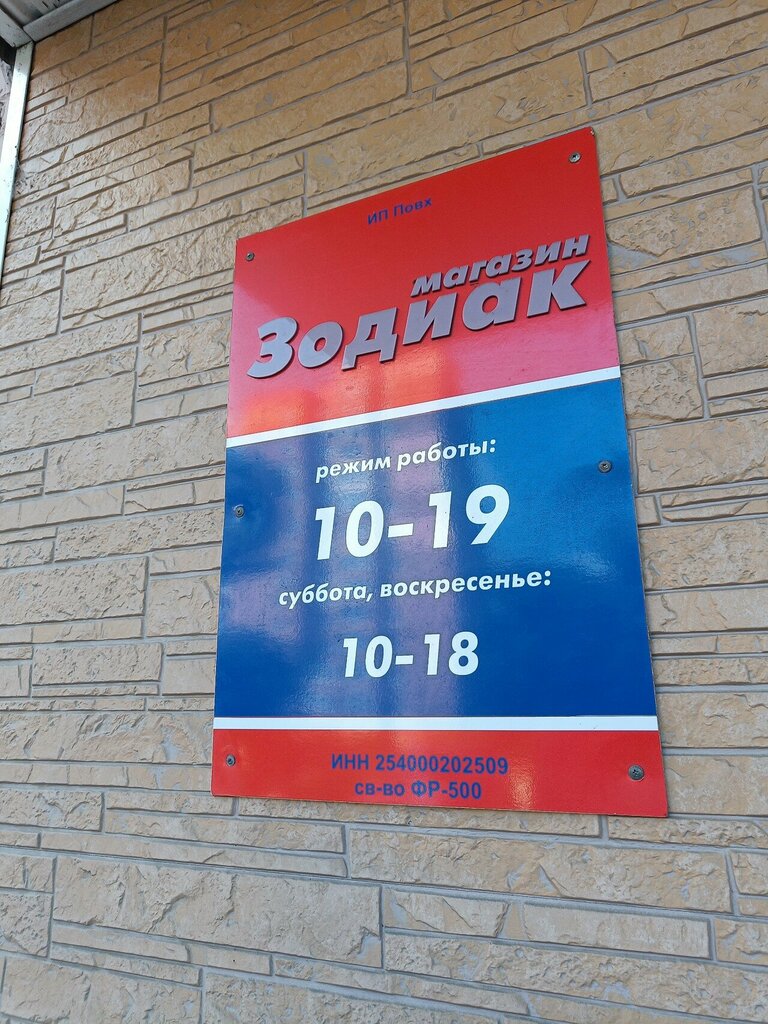 ИП Повх
магазин
Зодиак
режим работы:
10-19
суббота, воскресенье:
10-18
ИНН 254000202509
св-во ФР-500